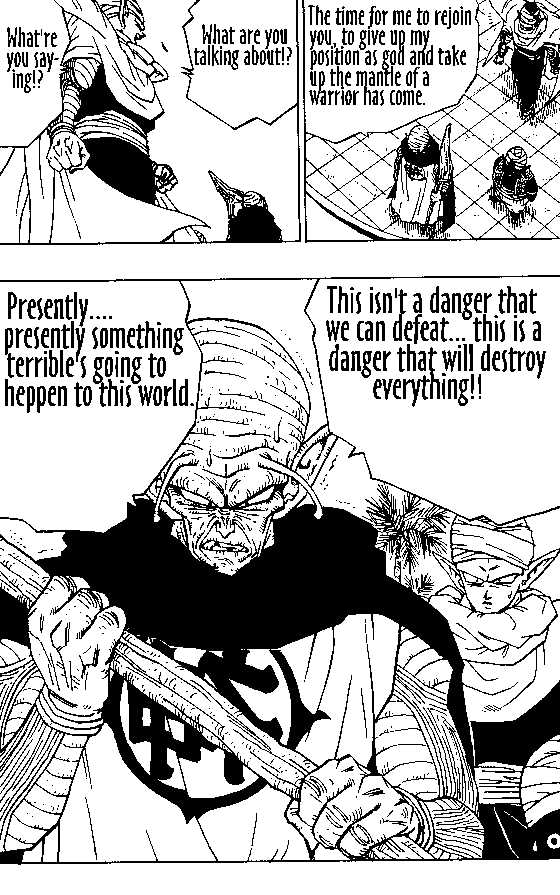 The time for me to rejoin
you, to give up my
position as god and take
up the mantle of a
warrior has come.
What are you
talking about!?
What're
you say-
ing!?
This isn't a danger that
we can defeat... this is a
danger that will destroy
everything!!
Presently....
presently something
terrible's going to
heppen to this world.
神